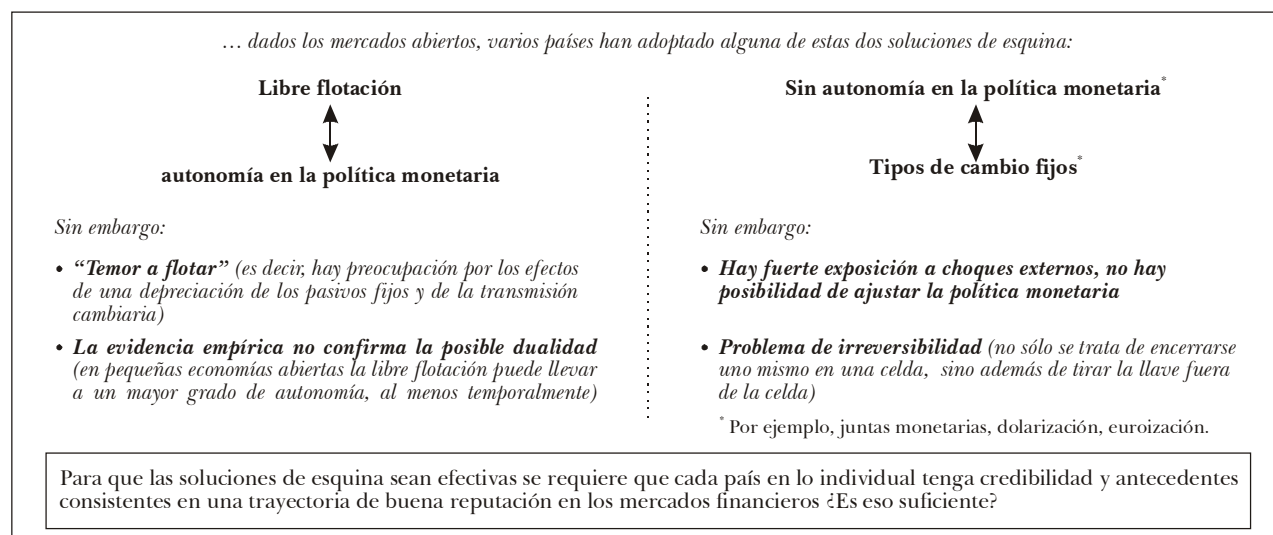 … dados los mercados abiertos, varios países han adoptado alguna de estas dos soluciones de esquina:
Libre flotación
autonomía en la política monetaria
Sin embargo:
• “Temor a flotar” (es decir, hay preocupación por los efectos
de una depreciación de los pasivos fijos y de la transmisión
cambiaria)
• La evidencia empírica no confirma la posible dualidad
(en pequeñas economías abiertas la libre flotación puede llevar
a un mayor grado de autonomía, al menos temporalmente)
Sin autonomía en la política monetaria*
Tipos de cambio fijos*
Sin embargo:
• Hay fuerte exposición a choques externos, no hay
posibilidad de ajustar la política monetaria
• Problema de irreversibilidad (no sólo se trata de encerrarse
uno mismo en una celda, sino además de tirar la llave fuera
de la celda)
* Por ejemplo, juntas monetarias, dolarización, euroización.
Para que las soluciones de esquina sean efectivas se requiere que cada país en lo individual tenga credibilidad y antecedentes
consistentes en una trayectoria de buena reputación en los mercados financieros ¿Es eso suficiente?